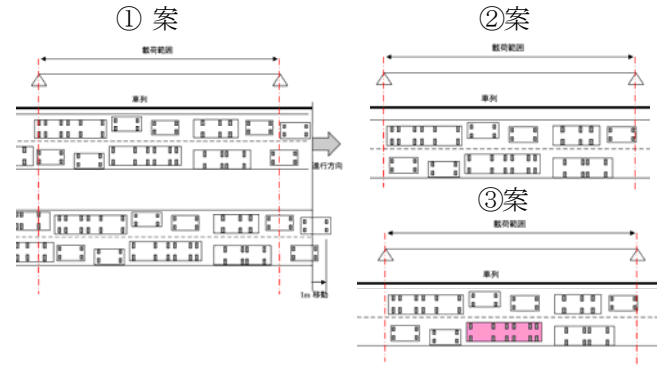 ① 案
載荷範囲
車列
進行方向
1m 移動
②案
載荷範囲
車列
③案
載荷範囲
車列